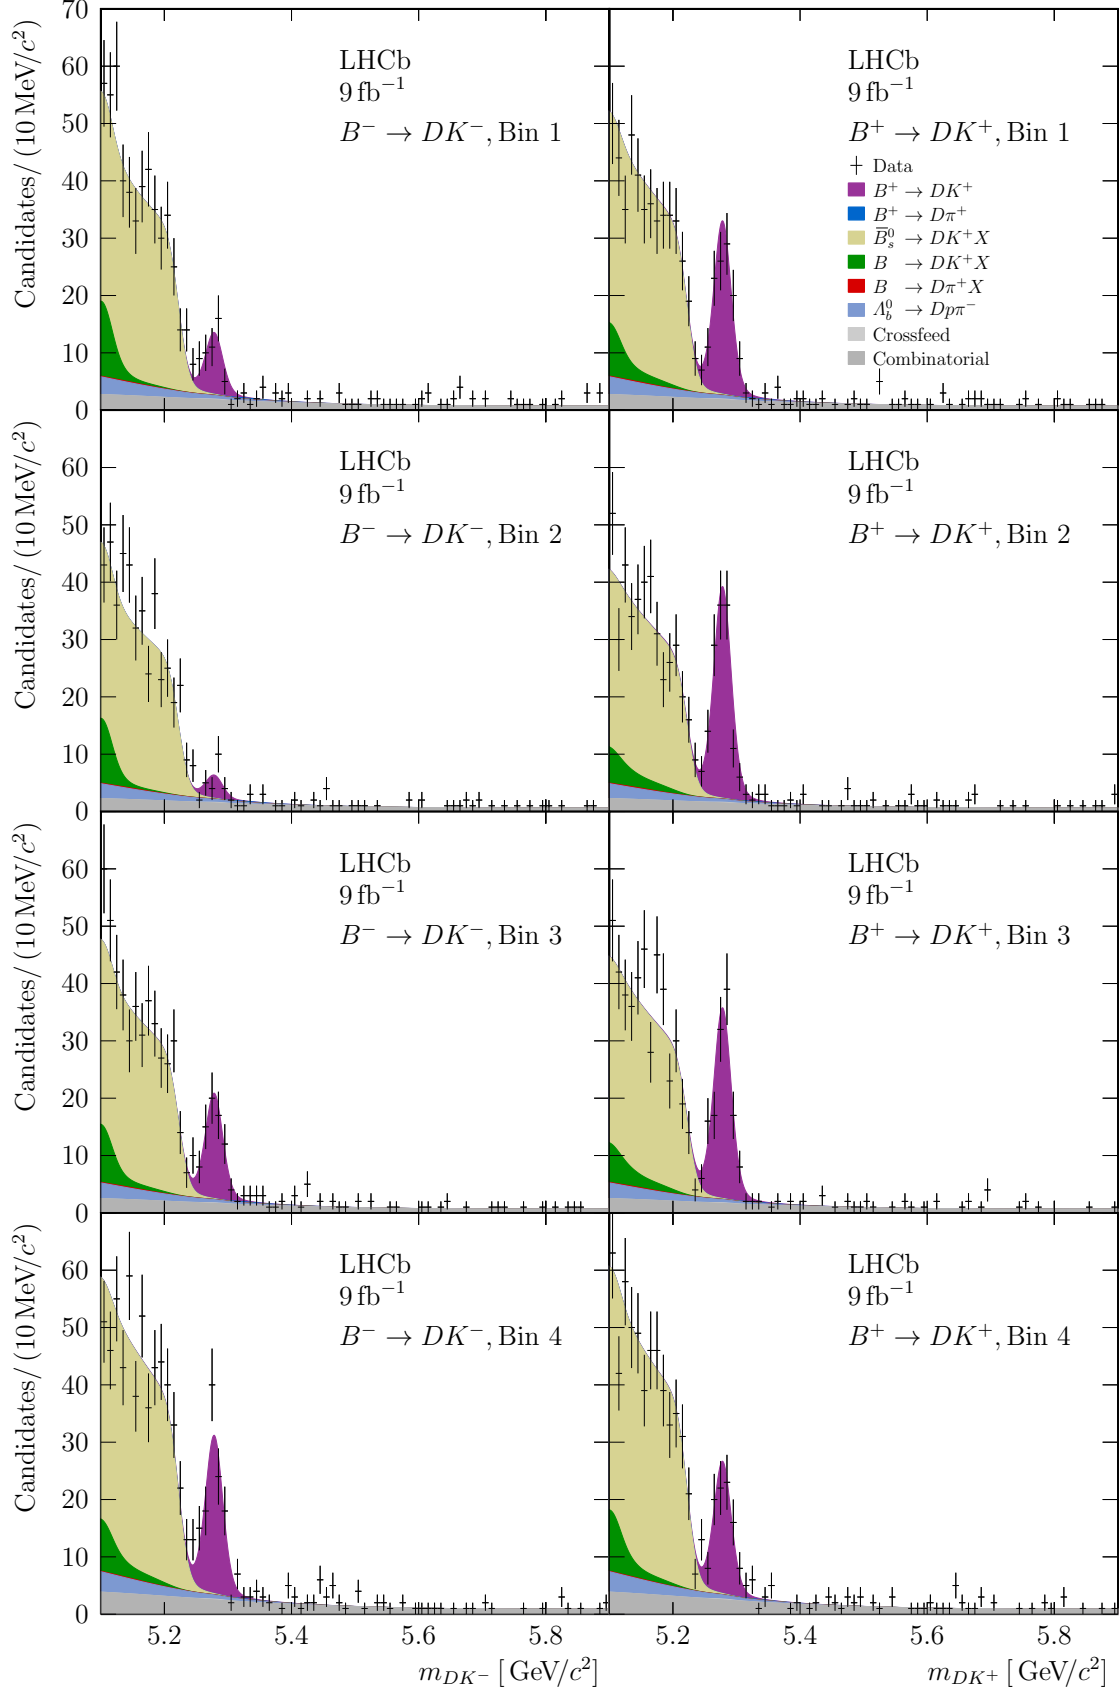 70
60
50
40
30
20
10
0
Candidates/ (10 MeV/c²)
LHCb
9 fb⁻¹
B⁻ → DK⁻, Bin 1
LHCb
9 fb⁻¹
B⁺ → DK⁺, Bin 1
Data
B⁺ → DK⁺
B⁺ → Dπ⁺
B̅⁰ₛ → DK⁺X
B → DK⁺X
B → Dπ⁺X
Λ⁰_b → Dpπ⁻
Crossfeed
Combinatorial
60
50
40
30
20
10
0
Candidates/ (10 MeV/c²)
LHCb
9 fb⁻¹
B⁻ → DK⁻, Bin 2
LHCb
9 fb⁻¹
B⁺ → DK⁺, Bin 2
60
50
40
30
20
10
0
Candidates/ (10 MeV/c²)
LHCb
9 fb⁻¹
B⁻ → DK⁻, Bin 3
LHCb
9 fb⁻¹
B⁺ → DK⁺, Bin 3
60
50
40
30
20
10
0
Candidates/ (10 MeV/c²)
LHCb
9 fb⁻¹
B⁻ → DK⁻, Bin 4
LHCb
9 fb⁻¹
B⁺ → DK⁺, Bin 4
5.2 5.4 5.6 5.8
5.2 5.4 5.6 5.8
m_DK⁻ [ GeV/c²]
m_DK⁺ [ GeV/c²]